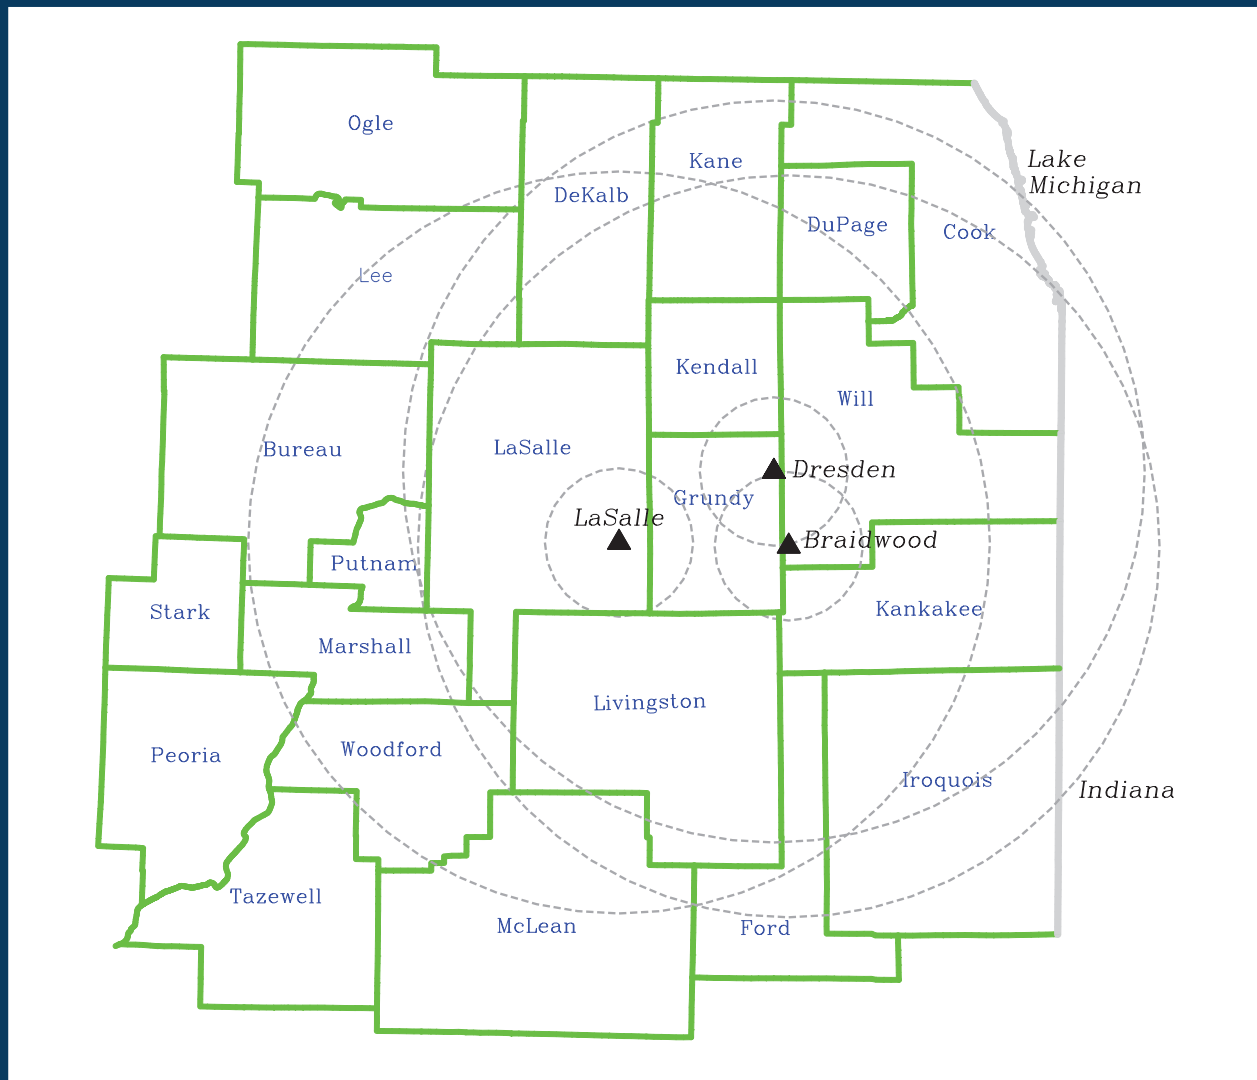 Ogle
Lake
Michigan
Kane
DeKalb
DuPage
Cook
Lee
Kendall
Will
Bureau
LaSalle
Dresden
Grundy
LaSalle
Braidwood
Putnam
Stark
Kankakee
Marshall
Livingston
Woodford
Peoria
Iroquois
Indiana
Tazewell
McLean
Ford